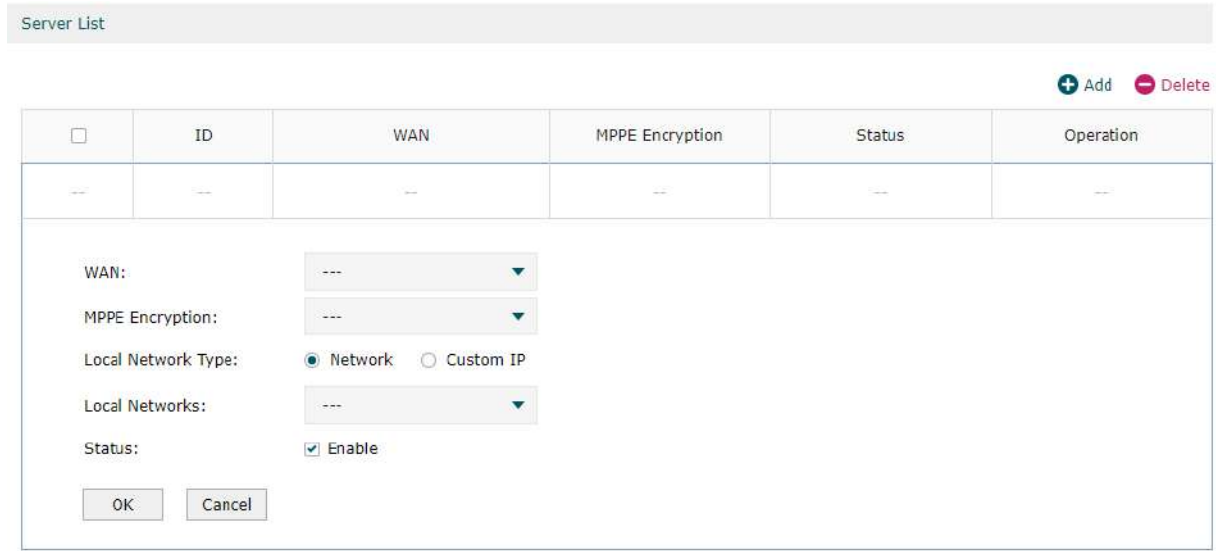 Server List
Add Delete
ID WAN MPPE Encryption Status Operation
-- -- -- -- -- --
WAN: ---
MPPE Encryption: ---
Local Network Type: Network Custom IP
Local Networks: ---
Status: Enable
OK Cancel